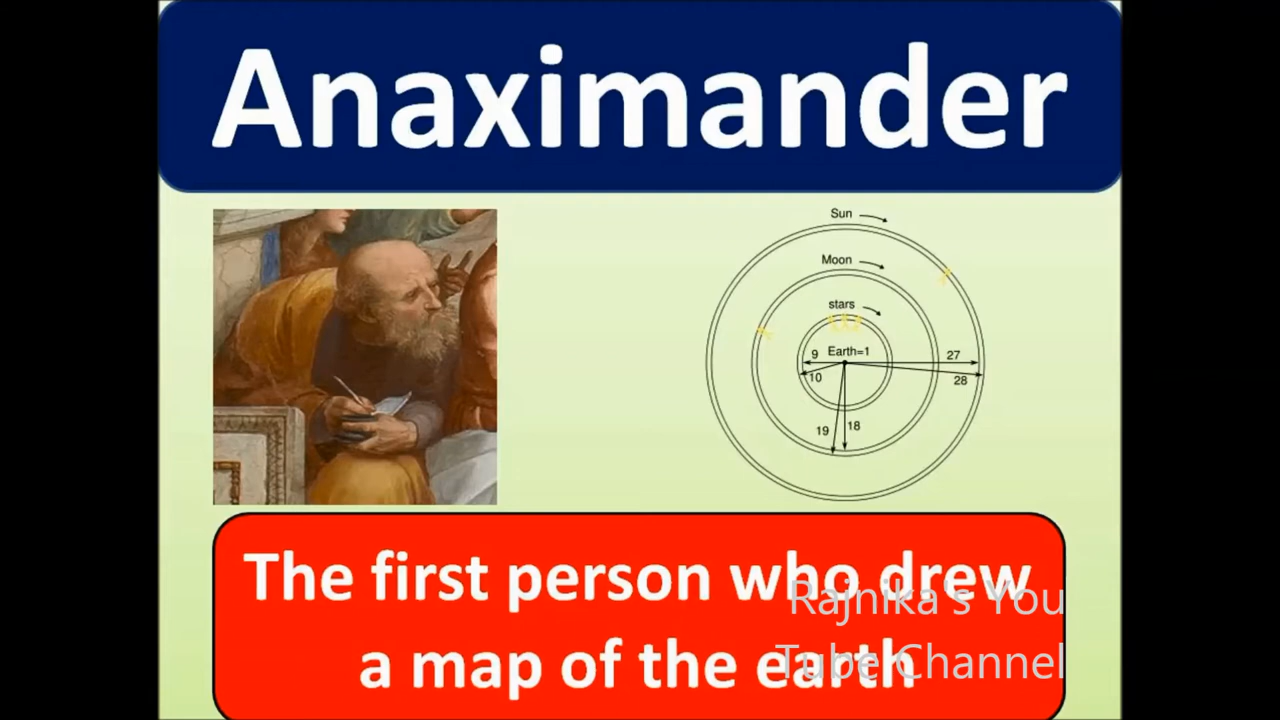 Anaximander
Sun
Moon
stars
Earth=1
9
27
10
28
19
18
The first person who drew
a map of the earth
Rajnika's You
Tube Channel